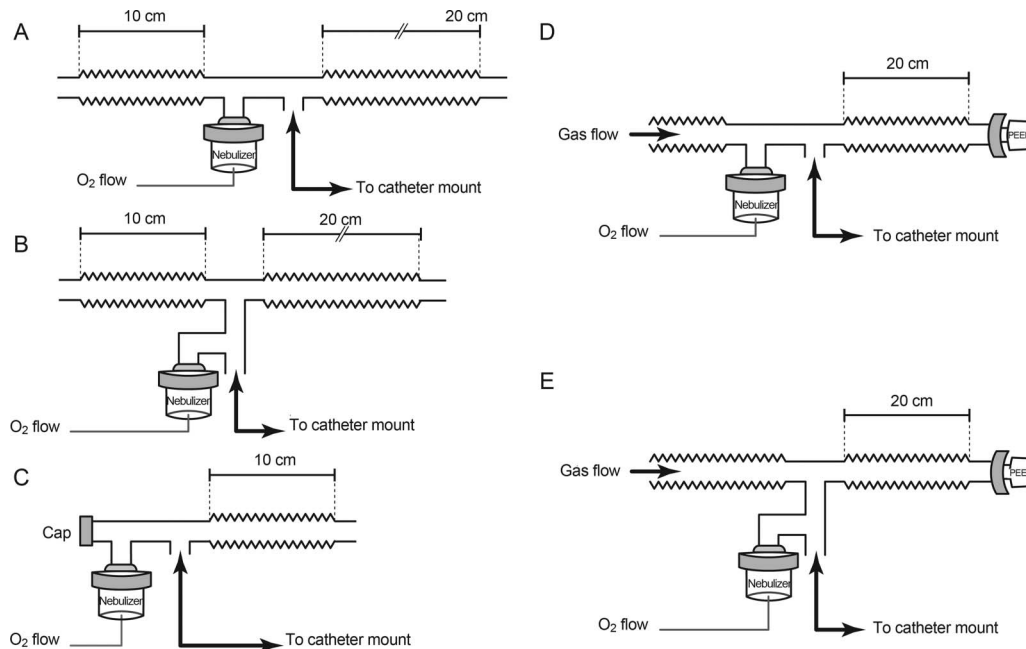 A
10 cm
20 cm
Nebulizer
O₂ flow
To catheter mount
B
10 cm
20 cm
Nebulizer
O₂ flow
To catheter mount
C
10 cm
Cap
Nebulizer
O₂ flow
To catheter mount
D
20 cm
Gas flow
PEE
Nebulizer
O₂ flow
To catheter mount
E
20 cm
Gas flow
PEE
Nebulizer
O₂ flow
To catheter mount